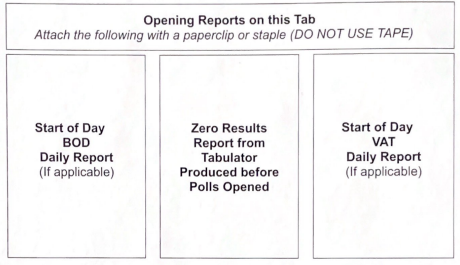 Opening Reports on this Tab
Attach the following with a paperclip or staple (DO NOT USE TAPE)
Start of Day
BOD
Daily Report
(If applicable)
Zero Results
Report from
Tabulator
Produced before
Polls Opened
Start of Day
VAT
Daily Report
(If applicable)